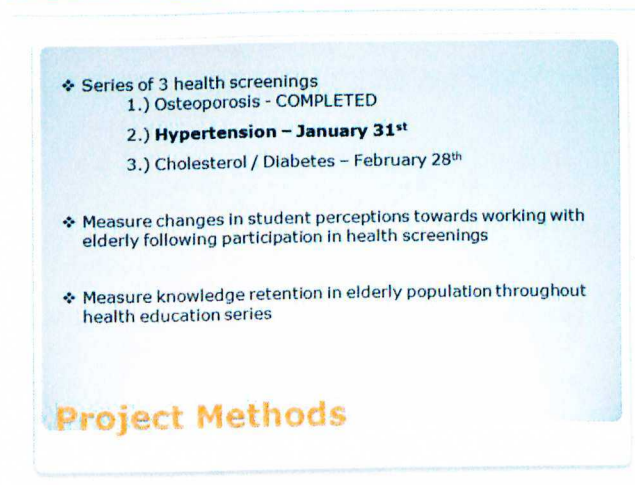 ❖ Series of 3 health screenings
1.) Osteoporosis - COMPLETED
2.) Hypertension – January 31st
3.) Cholesterol / Diabetes – February 28th
❖ Measure changes in student perceptions towards working with
elderly following participation in health screenings
❖ Measure knowledge retention in elderly population throughout
health education series
Project Methods